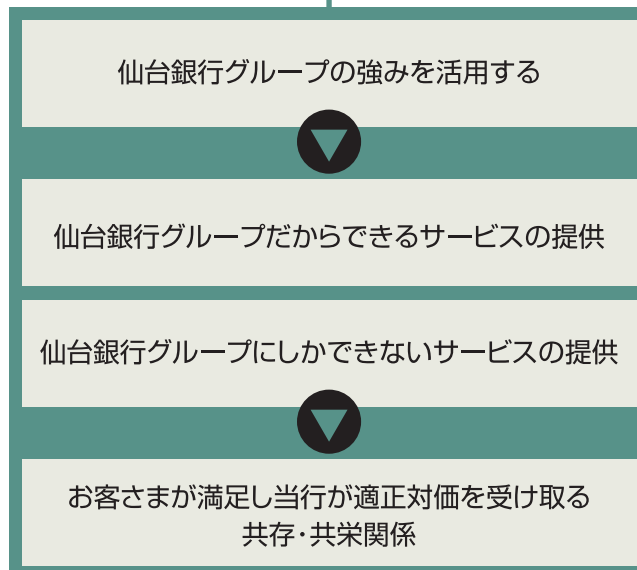 仙台銀行グループの強みを活用する
仙台銀行グループだからできるサービスの提供
仙台銀行グループにしかできないサービスの提供
お客さまが満足し当行が適正対価を受け取る
共存・共栄関係